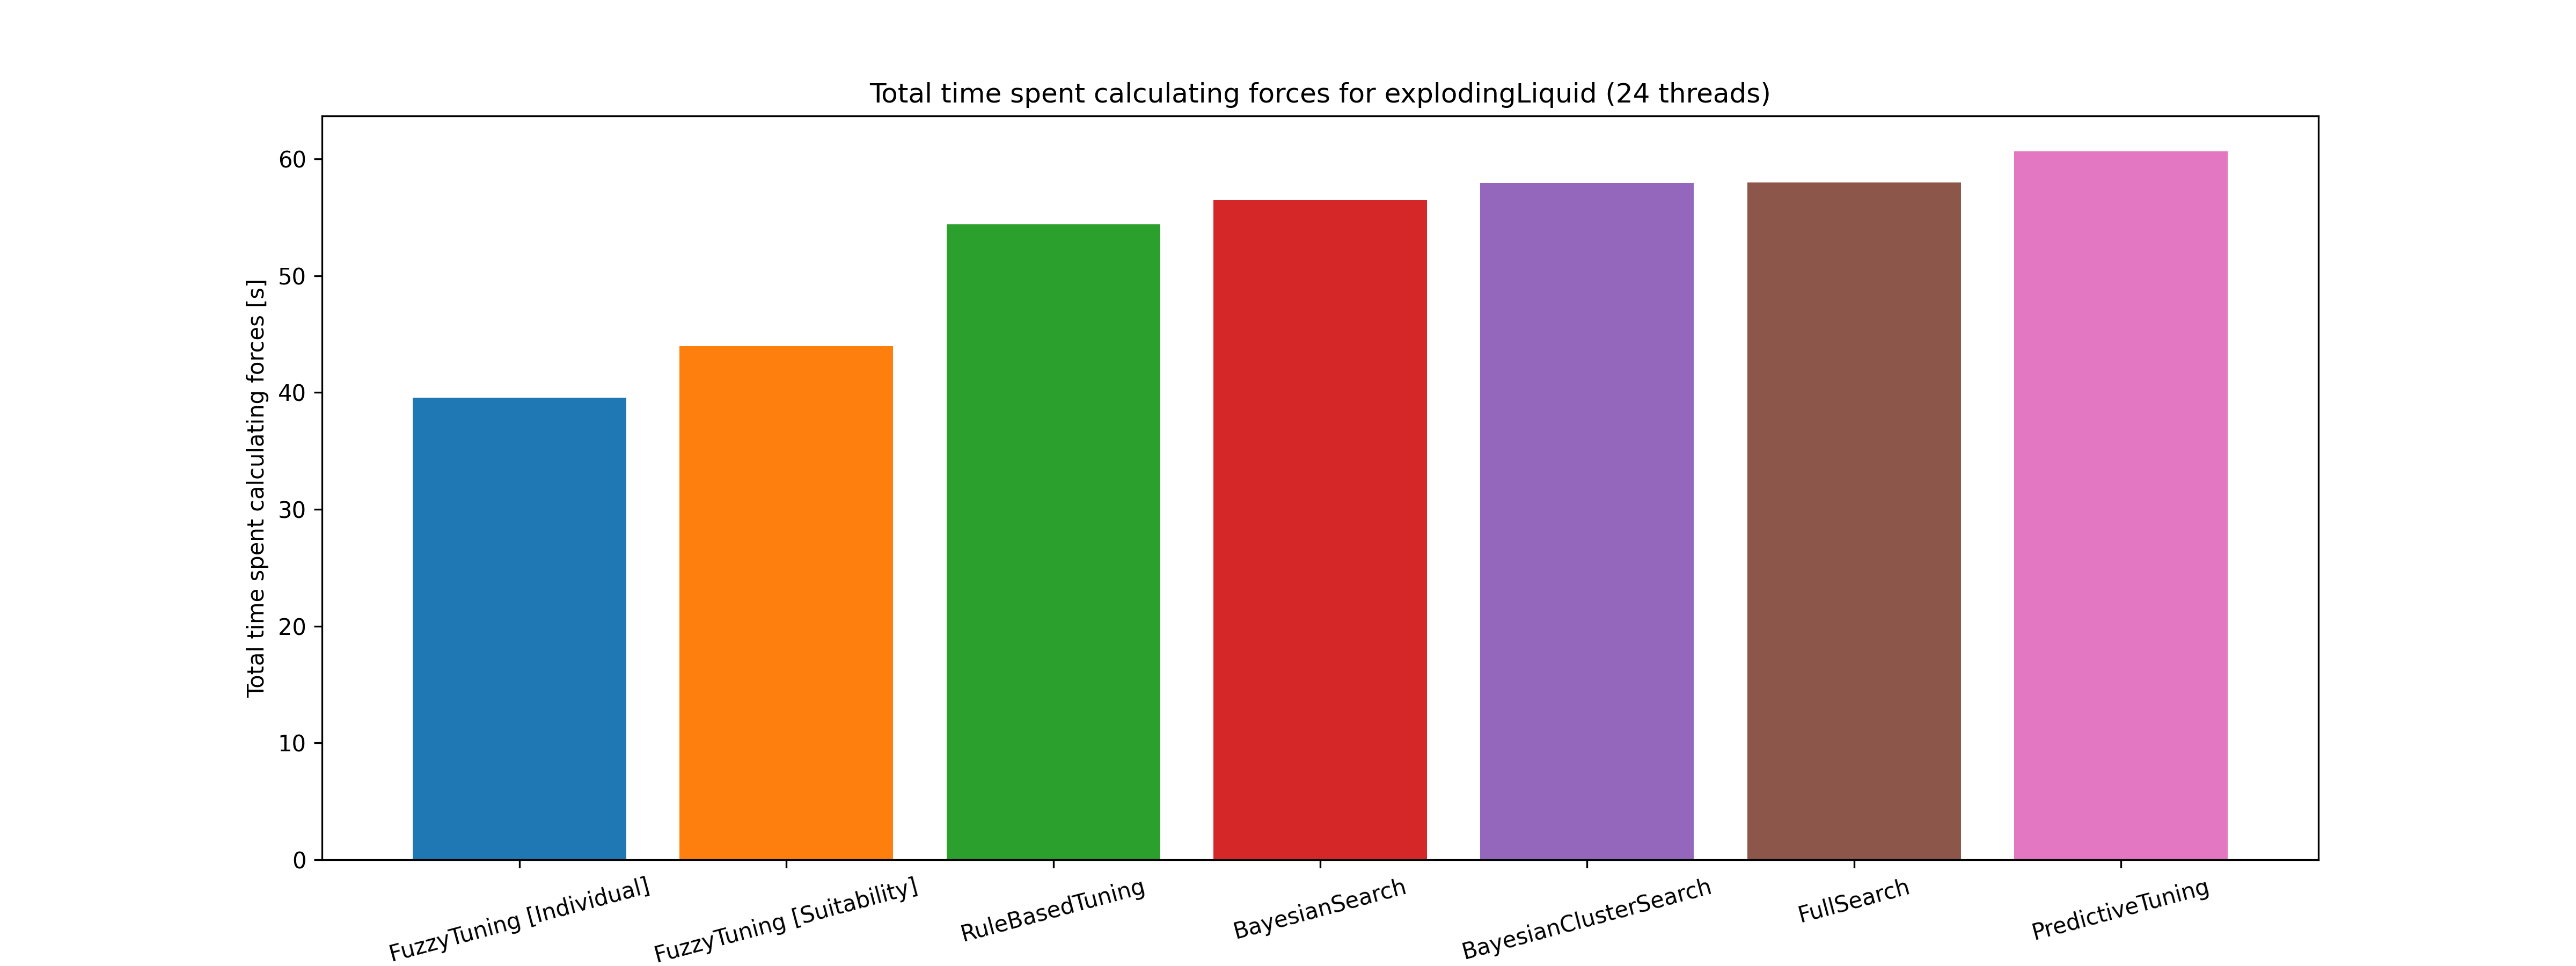 Total time spent calculating forces for explodingLiquid (24 threads)
Total time spent calculating forces [s]
60
50
40
30
20
10
0
FuzzyTuning [Individual]
FuzzyTuning [Suitability]
RuleBasedTuning
BayesianSearch
BayesianClusterSearch
FullSearch
PredictiveTuning